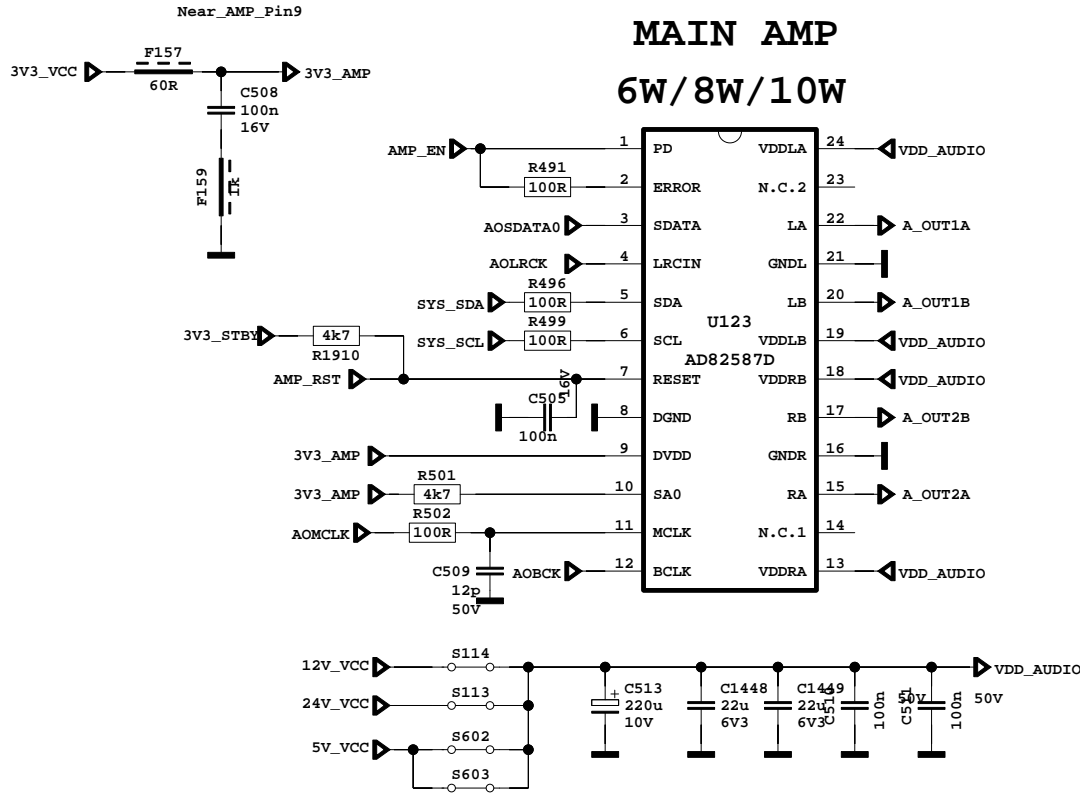 Near_AMP_Pin9
MAIN AMP
6W/8W/10W
3V3_VCC
F157
60R
3V3_AMP
C508
100n
16V
F159
1k
AMP_EN
1 PD VDDLA 24 VDD_AUDIO
R491
100R
2 ERROR N.C.2 23
AOSDATA0 3 SDATA LA 22 A_OUT1A
AOLRCK 4 LRCIN GNDL 21
R496
SYS_SDA 100R 5 SDA LB 20 A_OUT1B
R499
SYS_SCL 100R 6 SCL VDDLB 19 VDD_AUDIO
U123
AD82587D
3V3_STBY 4k7
R1910
AMP_RST 7 RESET VDDRB 18 VDD_AUDIO
C505
16V
100n
8 DGND RB 17 A_OUT2B
3V3_AMP 9 DVDD GNDR 16
R501
3V3_AMP 4k7 10 SA0 RA 15 A_OUT2A
R502
AOMCLK 100R 11 MCLK N.C.1 14
C509
12p
50V
AOBCK 12 BCLK VDDRA 13 VDD_AUDIO
12V_VCC S114 VDD_AUDIO
24V_VCC S113
5V_VCC S602
S603
C513
220u
10V
+
C1448
22u
6V3
C1449
22u
6V3
C510
100n
50V
C511
100n
50V